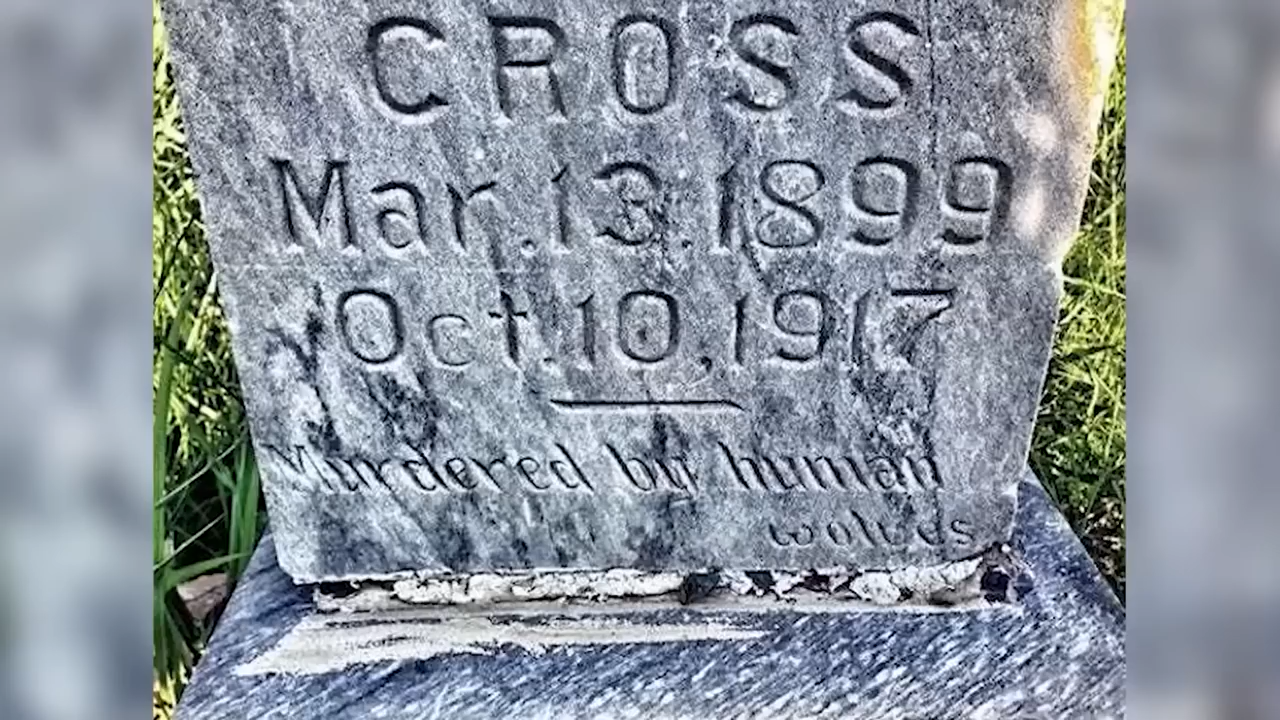 CROSS
Mar. 13. 1899
Oct. 10, 1917
Murdered by human
wolves